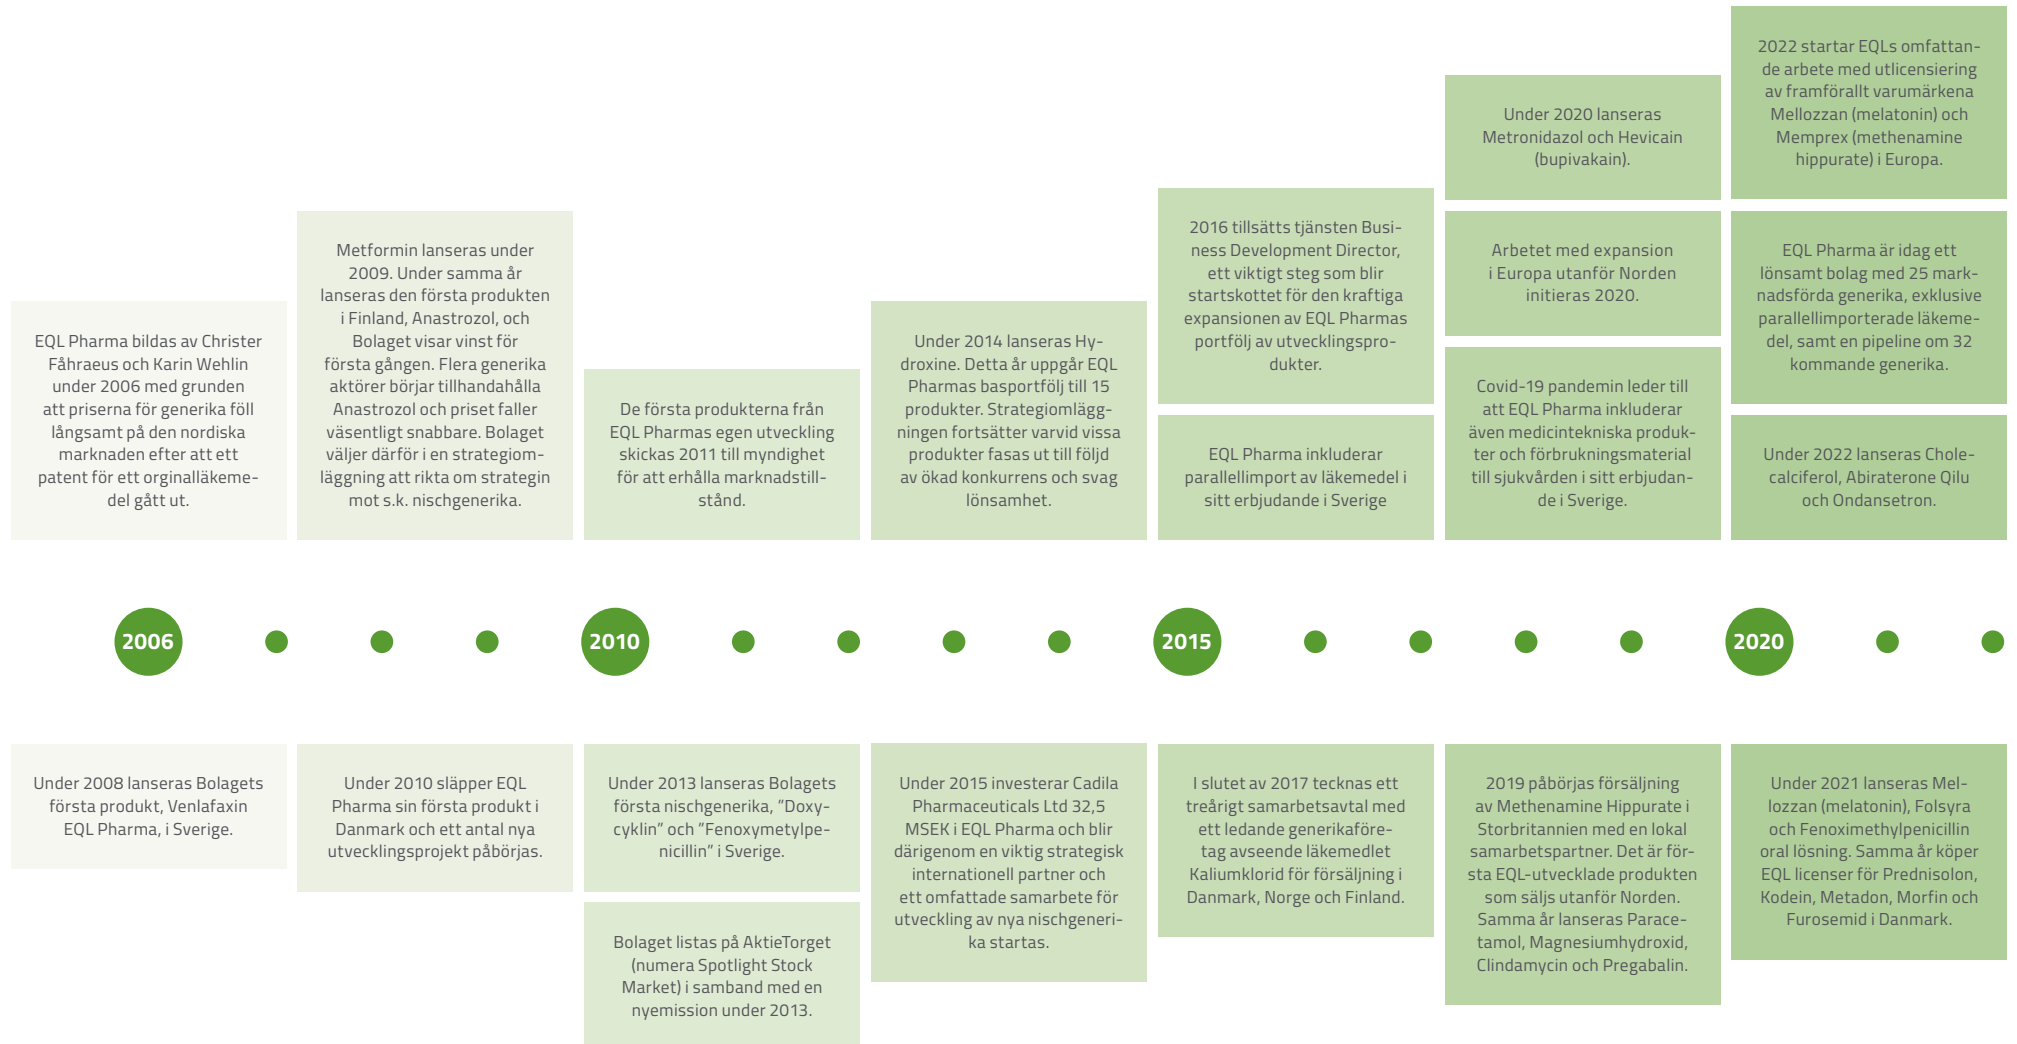 EQL Pharma bildas av Christer
Fåhraeus och Karin Wehlin
under 2006 med grunden
att priserna för generika föll
långsamt på den nordiska
marknaden efter att ett
patent för ett orginalläkeme-
del gått ut.
Metformin lanseras under
2009. Under samma år
lanseras den första produkten
i Finland, Anastrozol, och
Bolaget visar vinst för
första gången. Flera generika
aktörer börjar tillhandahålla
Anastrozol och priset faller
väsentligt snabbare. Bolaget
väljer därför i en strategiom-
läggning att rikta om strategin
mot s.k. nischgenerika.
De första produkterna från
EQL Pharmas egen utveckling
skickas 2011 till myndighet
för att erhålla marknadstill-
stånd.
Under 2014 lanseras Hy-
droxine. Detta år uppgår EQL
Pharmas basportfölj till 15
produkter. Strategiomlägg-
ningen fortsätter varvid vissa
produkter fasas ut till följd
av ökad konkurrens och svag
lönsamhet.
2016 tillsätts tjänsten Busi-
ness Development Director,
ett viktigt steg som blir
startskottet för den kraftiga
expansionen av EQL Pharmas
portfölj av utvecklingspro-
dukter.
EQL Pharma inkluderar
parallellimport av läkemedel i
sitt erbjudande i Sverige
Under 2020 lanseras
Metronidazol och Hevicain
(bupivakain).
Arbetet med expansion
i Europa utanför Norden
initieras 2020.
Covid-19 pandemin leder till
att EQL Pharma inkluderar
även medicintekniska produk-
ter och förbrukningsmaterial
till sjukvården i sitt erbjudan-
de i Sverige.
2022 startar EQLs omfattan-
de arbete med utlicensiering
av framförallt varumärkena
Mellozzan (melatonin) och
Memprex (methenamine
hippurate) i Europa.
EQL Pharma är idag ett
lönsamt bolag med 25 mark-
nadsförda generika, exklusive
parallellimporterade läkeme-
del, samt en pipeline om 32
kommande generika.
Under 2022 lanseras Chole-
calciferol, Abiraterone Qilu
och Ondansetron.
2006
2010
2015
2020
Under 2008 lanseras Bolagets
första produkt, Venlafaxin
EQL Pharma, i Sverige.
Under 2010 släpper EQL
Pharma sin första produkt i
Danmark och ett antal nya
utvecklingsprojekt påbörjas.
Under 2013 lanseras Bolagets
första nischgenerika, ”Doxy-
cyklin” och ”Fenoxymetylpe-
nicillin” i Sverige.
Bolaget listas på AktieTorget
(numera Spotlight Stock
Market) i samband med en
nyemission under 2013.
Under 2015 investerar Cadila
Pharmaceuticals Ltd 32,5
MSEK i EQL Pharma och blir
därigenom en viktig strategisk
internationell partner och
ett omfattade samarbete för
utveckling av nya nischgeneri-
ka startas.
I slutet av 2017 tecknas ett
treårigt samarbetsavtal med
ett ledande generikaföre-
tag avseende läkemedlet
Kaliumklorid för försäljning i
Danmark, Norge och Finland.
2019 påbörjas försäljning
av Methenamine Hippurate i
Storbritannien med en lokal
samarbetspartner. Det är för-
sta EQL-utvecklade produkten
som säljs utanför Norden.
Samma år lanseras Parace-
tamol, Magnesiumhydroxid,
Clindamycin och Pregabalin.
Under 2021 lanseras Mel-
lozzan (melatonin), Folsyra
och Fenoximethylpenicillin
oral lösning. Samma år köper
EQL licenser för Prednisolon,
Kodein, Metadon, Morfin och
Furosemid i Danmark.